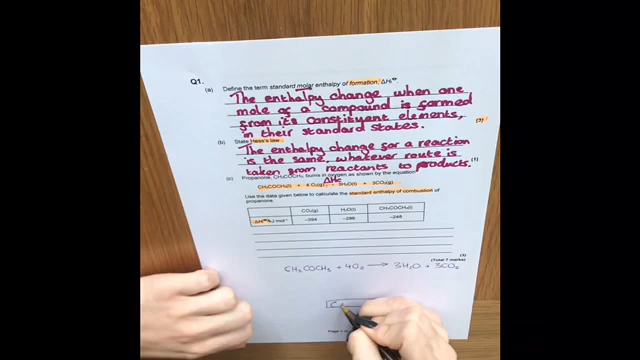 Q1.
(a) Define the term standard molar enthalpy of formation, ΔHf⦵
The enthalpy change when one
mole of a compound is formed
from its constituent elements,
in their standard states.
(3)
(b) State Hess's law
The enthalpy change for a reaction
is the same, whatever route is
taken from reactants to products.
(1)
(c) Propanone, CH3COCH3, burns in oxygen as shown by the equation
ΔHc
CH3COCH3(l) + 4 O2(g) → 3H2O(l) + 3CO2(g)
Use the data given below to calculate the standard enthalpy of combustion of
propanone.
CO2(g) H2O(l) CH3COCH3(l)
ΔHf⦵/kJ mol–1 –394 –286 –248
(3)
(Total 7 marks)
CH3COCH3 + 4O2 → 3H2O + 3CO2
Page 1